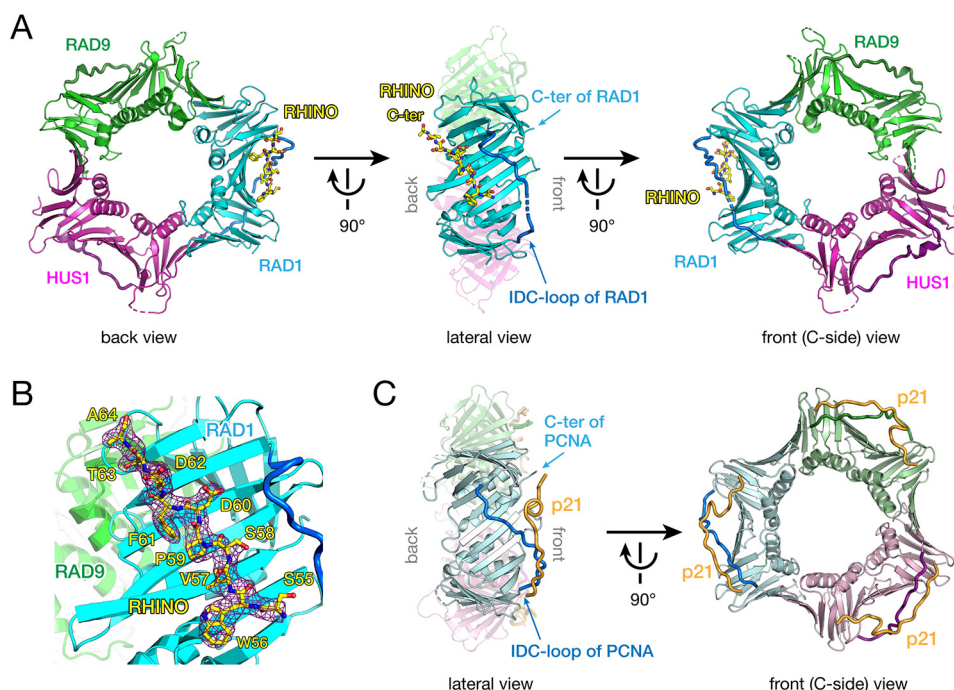 A
RAD9
RHINO
RAD1
HUS1
back view
90°
RHINO
C-ter
C-ter of RAD1
back
front
IDC-loop of RAD1
lateral view
90°
RAD9
RHINO
RAD1
HUS1
front (C-side) view
B
A64
RAD1
T63
D62
D60
F61
S58
P59
RAD9
V57
S55
RHINO
W56
C
C-ter of
PCNA
p21
back
front
IDC-loop of PCNA
lateral view
90°
p21
p21
p21
front (C-side) view